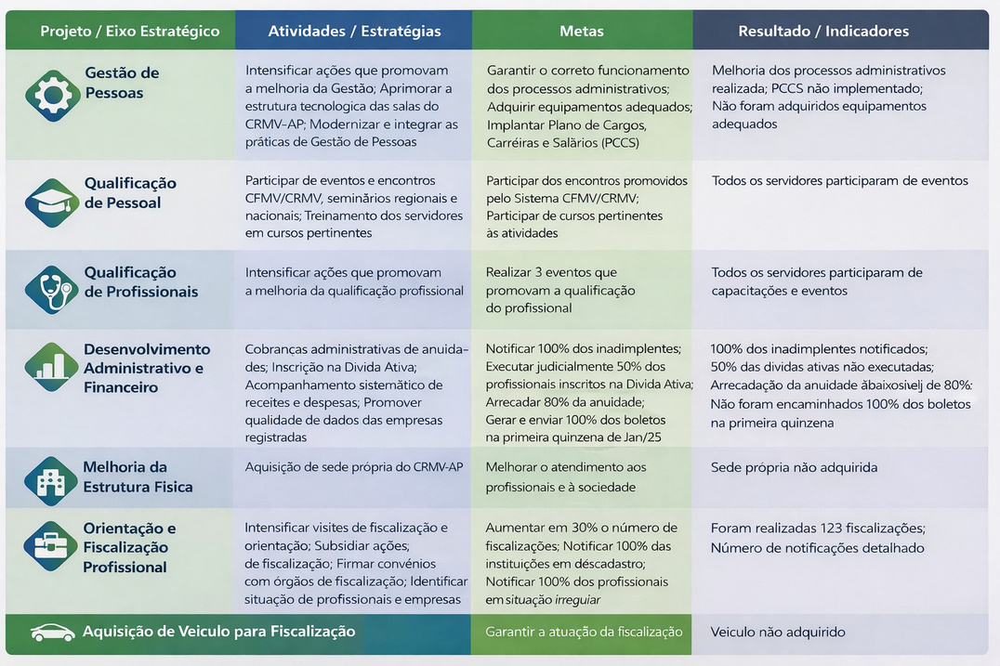 Projeto / Eixo Estratégico
Atividades / Estratégias
Metas
Resultado / Indicadores
Gestão de
Pessoas
Intensificar ações que promovam
a melhoria da Gestão; Aprimorar a
estrutura tecnologica das salas do
CRMV-AP; Modernizar e integrar as
práticas de Gestão de Pessoas
Garantir o correto funcionamento
dos processos administrativos;
Adquirir equipamentos adequados;
Implantar Plano de Cargos,
Carréiras e Salàrios (PCCS)
Melhoria dos processos administrativos
realizada; PCCS não implementado;
Não foram adquiridos equipamentos
adequados
Qualificação
de Pessoal
Participar de eventos e encontros
CFMV/CRMV, seminários regionais e
nacionais; Treinamento dos servidores
em cursos pertinentes
Participar dos encontros promovidos
pelo Sistema CFMV/CRMV;
Participar de cursos pertinentes
às atividades
Todos os servidores participaram de eventos
Qualificação
de Profissionais
Intensificar ações que promovam
a melhoria da qualificação profissional
Realizar 3 eventos que
promovam a qualificação
do profissional
Todos os servidores participaram de
capacitações e eventos
Desenvolvimento
Administrativo e
Financeiro
Cobranças administrativas de anuida-
des; Inscrição na Divida Ativa;
Acompanhamento sistemàtico de
receites e despesas; Promover
qualidade de dados das empresas
registradas
Notificar 100% dos inadimplentes;
Executar judicialmente 50% dos
profissionais inscritos na Divida Ativa;
Arrecadar 80% da anuidade;
Gerar e enviar 100% dos boletos
na primeira quinzena de Jan/25
100% dos inadimplentes notificados;
50% das dividas ativas não executadas;
Arrecadação da anuidade de 80%:
Não foram encaminhados 100% dos boletos
na primeira quinzena
Melhoria da
Estrutura Fisica
Aquisição de sede própria do CRMV-AP
Melhorar o atendimento aos
profissionais e à sociedade
Sede própria não adquirida
Orientação e
Fiscalização
Profissional
Intensificar visites de fiscalização e
orientação; Subsidiar ações;
de fiscalização; Firmar convénios
com órgãos de fiscalização; Identificar
situação de profissionais e empresas
Aumentar em 30% o número de
fiscalizações; Notificar 100% das
instituições em déscadastro;
Notificar 100% dos profissionais
em situação irreguiar
Foram realizadas 123 fiscalizações;
Número de notificações detalhado
Aquisição de Veiculo para Fiscalização
Garantir a atuação da fiscalização
Veiculo não adquirido